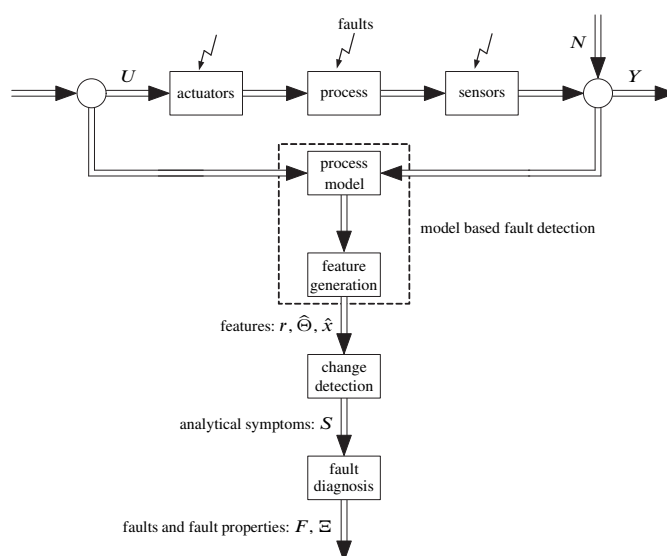 faults
N
U
Y
actuators
process
sensors
process
model
model based fault detection
feature
generation
features: r, Θ̂, x̂
change
detection
analytical symptoms: S
fault
diagnosis
faults and fault properties: F, Ξ